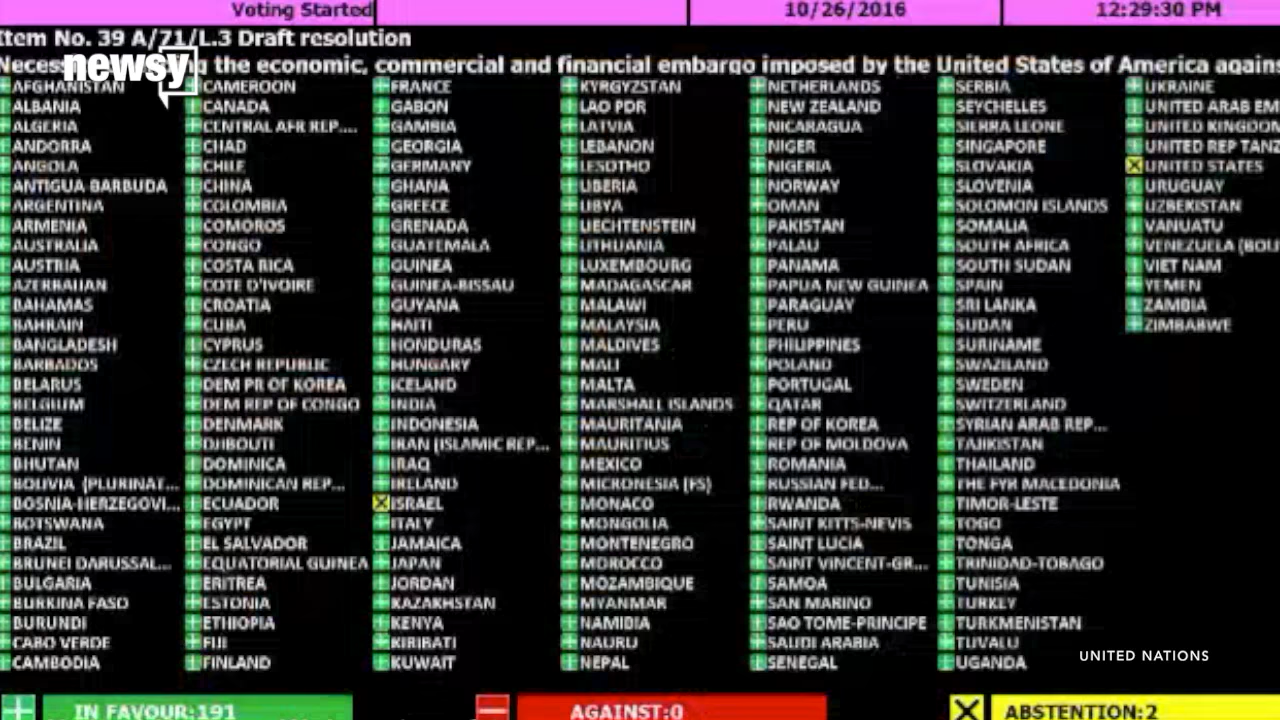 Voting Started
10/26/2016
12:29:30 PM
Item No. 39 A/71/L.3 Draft resolution
newsy
the economic, commercial and financial embargo imposed by the United States of America agains
AFGHANISTAN
ALBANIA
ALGERIA
ANDORRA
ANGOLA
ANTIGUA BARBUDA
ARGENTINA
ARMENIA
AUSTRALIA
AUSTRIA
AZERBAIJAN
BAHAMAS
BAHRAIN
BANGLADESH
BARBADOS
BELARUS
BELGIUM
BELIZE
BENIN
BHUTAN
BOLIVIA (PLURINAT...
BOSNIA-HERZEGOVI...
BOTSWANA
BRAZIL
BRUNEI DARUSSAL...
BULGARIA
BURKINA FASO
BURUNDI
CABO VERDE
CAMBODIA
CAMEROON
CANADA
CENTRAL AFR REP....
CHAD
CHILE
CHINA
COLOMBIA
COMOROS
CONGO
COSTA RICA
COTE D'IVOIRE
CROATIA
CUBA
CYPRUS
CZECH REPUBLIC
DEM PR OF KOREA
DEM REP OF CONGO
DENMARK
DJIBOUTI
DOMINICA
DOMINICAN REP...
ECUADOR
EGYPT
EL SALVADOR
EQUATORIAL GUINEA
ERITREA
ESTONIA
ETHIOPIA
FIJI
FINLAND
FRANCE
GABON
GAMBIA
GEORGIA
GERMANY
GHANA
GREECE
GRENADA
GUATEMALA
GUINEA
GUINEA-BISSAU
GUYANA
HAITI
HONDURAS
HUNGARY
ICELAND
INDIA
INDONESIA
IRAN (ISLAMIC REP...
IRAQ
IRELAND
ISRAEL
ITALY
JAMAICA
JAPAN
JORDAN
KAZAKHSTAN
KENYA
KIRIBATI
KUWAIT
KYRGYZSTAN
LAO PDR
LATVIA
LEBANON
LESOTHO
LIBERIA
LIBYA
LIECHTENSTEIN
LITHUANIA
LUXEMBOURG
MADAGASCAR
MALAWI
MALAYSIA
MALDIVES
MALI
MALTA
MARSHALL ISLANDS
MAURITANIA
MAURITIUS
MEXICO
MICRONESIA (FS)
MONACO
MONGOLIA
MONTENEGRO
MOROCCO
MOZAMBIQUE
MYANMAR
NAMIBIA
NAURU
NEPAL
NETHERLANDS
NEW ZEALAND
NICARAGUA
NIGER
NIGERIA
NORWAY
OMAN
PAKISTAN
PALAU
PANAMA
PAPUA NEW GUINEA
PARAGUAY
PERU
PHILIPPINES
POLAND
PORTUGAL
QATAR
REP OF KOREA
REP OF MOLDOVA
ROMANIA
RUSSIAN FED...
RWANDA
SAINT KITTS-NEVIS
SAINT LUCIA
SAINT VINCENT-GR...
SAMOA
SAN MARINO
SAO TOME-PRINCIPE
SAUDI ARABIA
SENEGAL
SERBIA
SEYCHELLES
SIERRA LEONE
SINGAPORE
SLOVAKIA
SLOVENIA
SOLOMON ISLANDS
SOMALIA
SOUTH AFRICA
SOUTH SUDAN
SPAIN
SRI LANKA
SUDAN
SURINAME
SWAZILAND
SWEDEN
SWITZERLAND
SYRIAN ARAB REP...
TAJIKISTAN
THAILAND
THE FYR MACEDONIA
TIMOR-LESTE
TOGO
TONGA
TRINIDAD-TOBAGO
TUNISIA
TURKEY
TURKMENISTAN
TUVALU
UGANDA
UKRAINE
UNITED ARAB EM
UNITED KINGDOM
UNITED REP TANZ
UNITED STATES
URUGUAY
UZBEKISTAN
VANUATU
VENEZUELA (BOL
VIET NAM
YEMEN
ZAMBIA
ZIMBABWE
UNITED NATIONS
IN FAVOUR:191
AGAINST:0
ABSTENTION:2